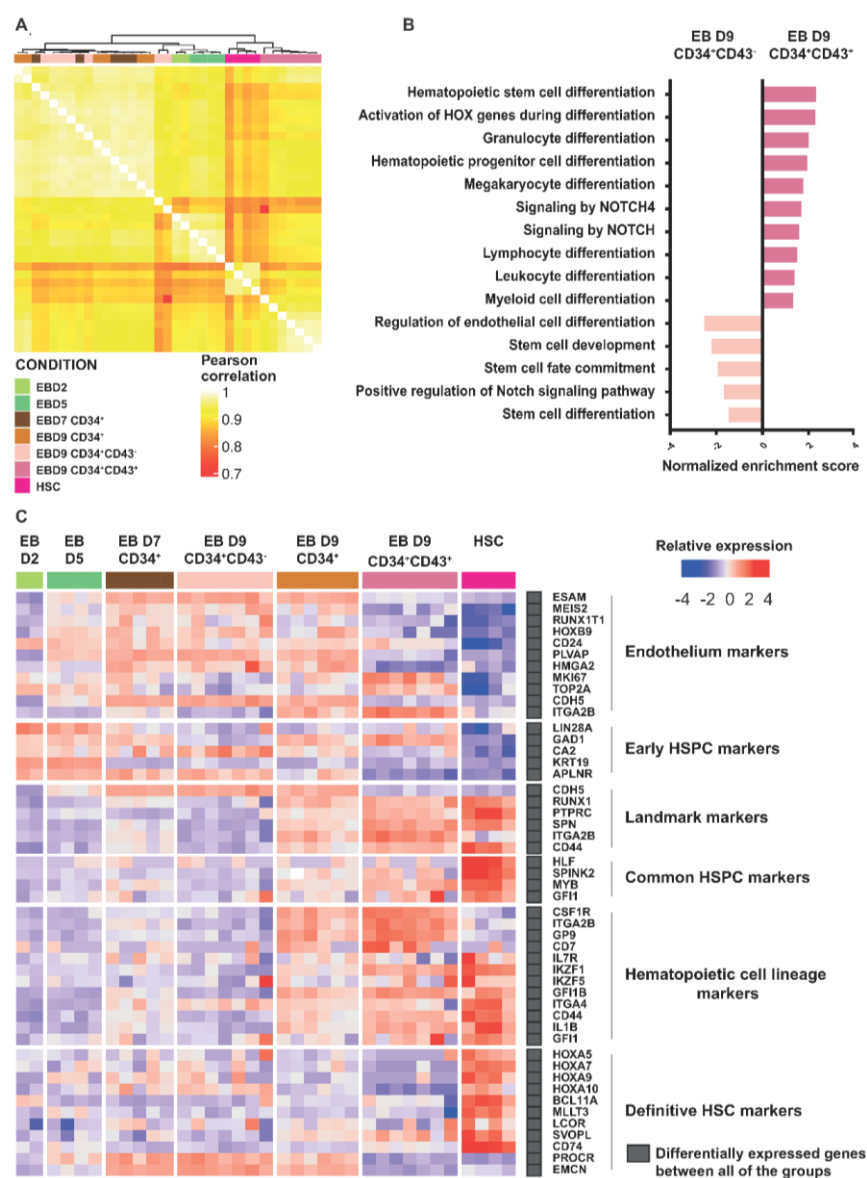 A.
CONDITION
EBD2
EBD5
EBD7 CD34⁺
EBD9 CD34⁺
EBD9 CD34⁺CD43⁻
EBD9 CD34⁺CD43⁺
HSC
Pearson
correlation
1
0.9
0.8
0.7
B
EB D9
CD34⁺CD43⁻
EB D9
CD34⁺CD43⁺
Hematopoietic stem cell differentiation
Activation of HOX genes during differentiation
Granulocyte differentiation
Hematopoietic progenitor cell differentiation
Megakaryocyte differentiation
Signaling by NOTCH4
Signaling by NOTCH
Lymphocyte differentiation
Leukocyte differentiation
Myeloid cell differentiation
Regulation of endothelial cell differentiation
Stem cell development
Stem cell fate commitment
Positive regulation of Notch signaling pathway
Stem cell differentiation
-4 -2 0 2 4
Normalized enrichment score
C
EB
D2
EB
D5
EB D7
CD34⁺
EB D9
CD34⁺CD43⁻
EB D9
CD34⁺
EB D9
CD34⁺CD43⁺
HSC
Relative expression
-4 -2 0 2 4
ESAM
MEIS2
RUNX1T1
HOXB9
CD24
PLVAP
HMGA2
MKI67
TOP2A
CDH5
ITGA2B
Endothelium markers
LIN28A
GAD1
CA2
KRT19
APLNR
Early HSPC markers
CDH5
RUNX1
PTPRC
SPN
ITGA2B
CD44
Landmark markers
HLF
SPINK2
MYB
GFI1
Common HSPC markers
CSF1R
ITGA2B
GP9
CD7
IL7R
IKZF1
IKZF5
GFI1B
ITGA4
CD44
IL1B
GFI1
Hematopoietic cell lineage
markers
HOXA5
HOXA7
HOXA9
HOXA10
BCL11A
MLLT3
LCOR
SVOPL
CD74
PROCR
EMCN
Definitive HSC markers
Differentially expressed genes
between all of the groups